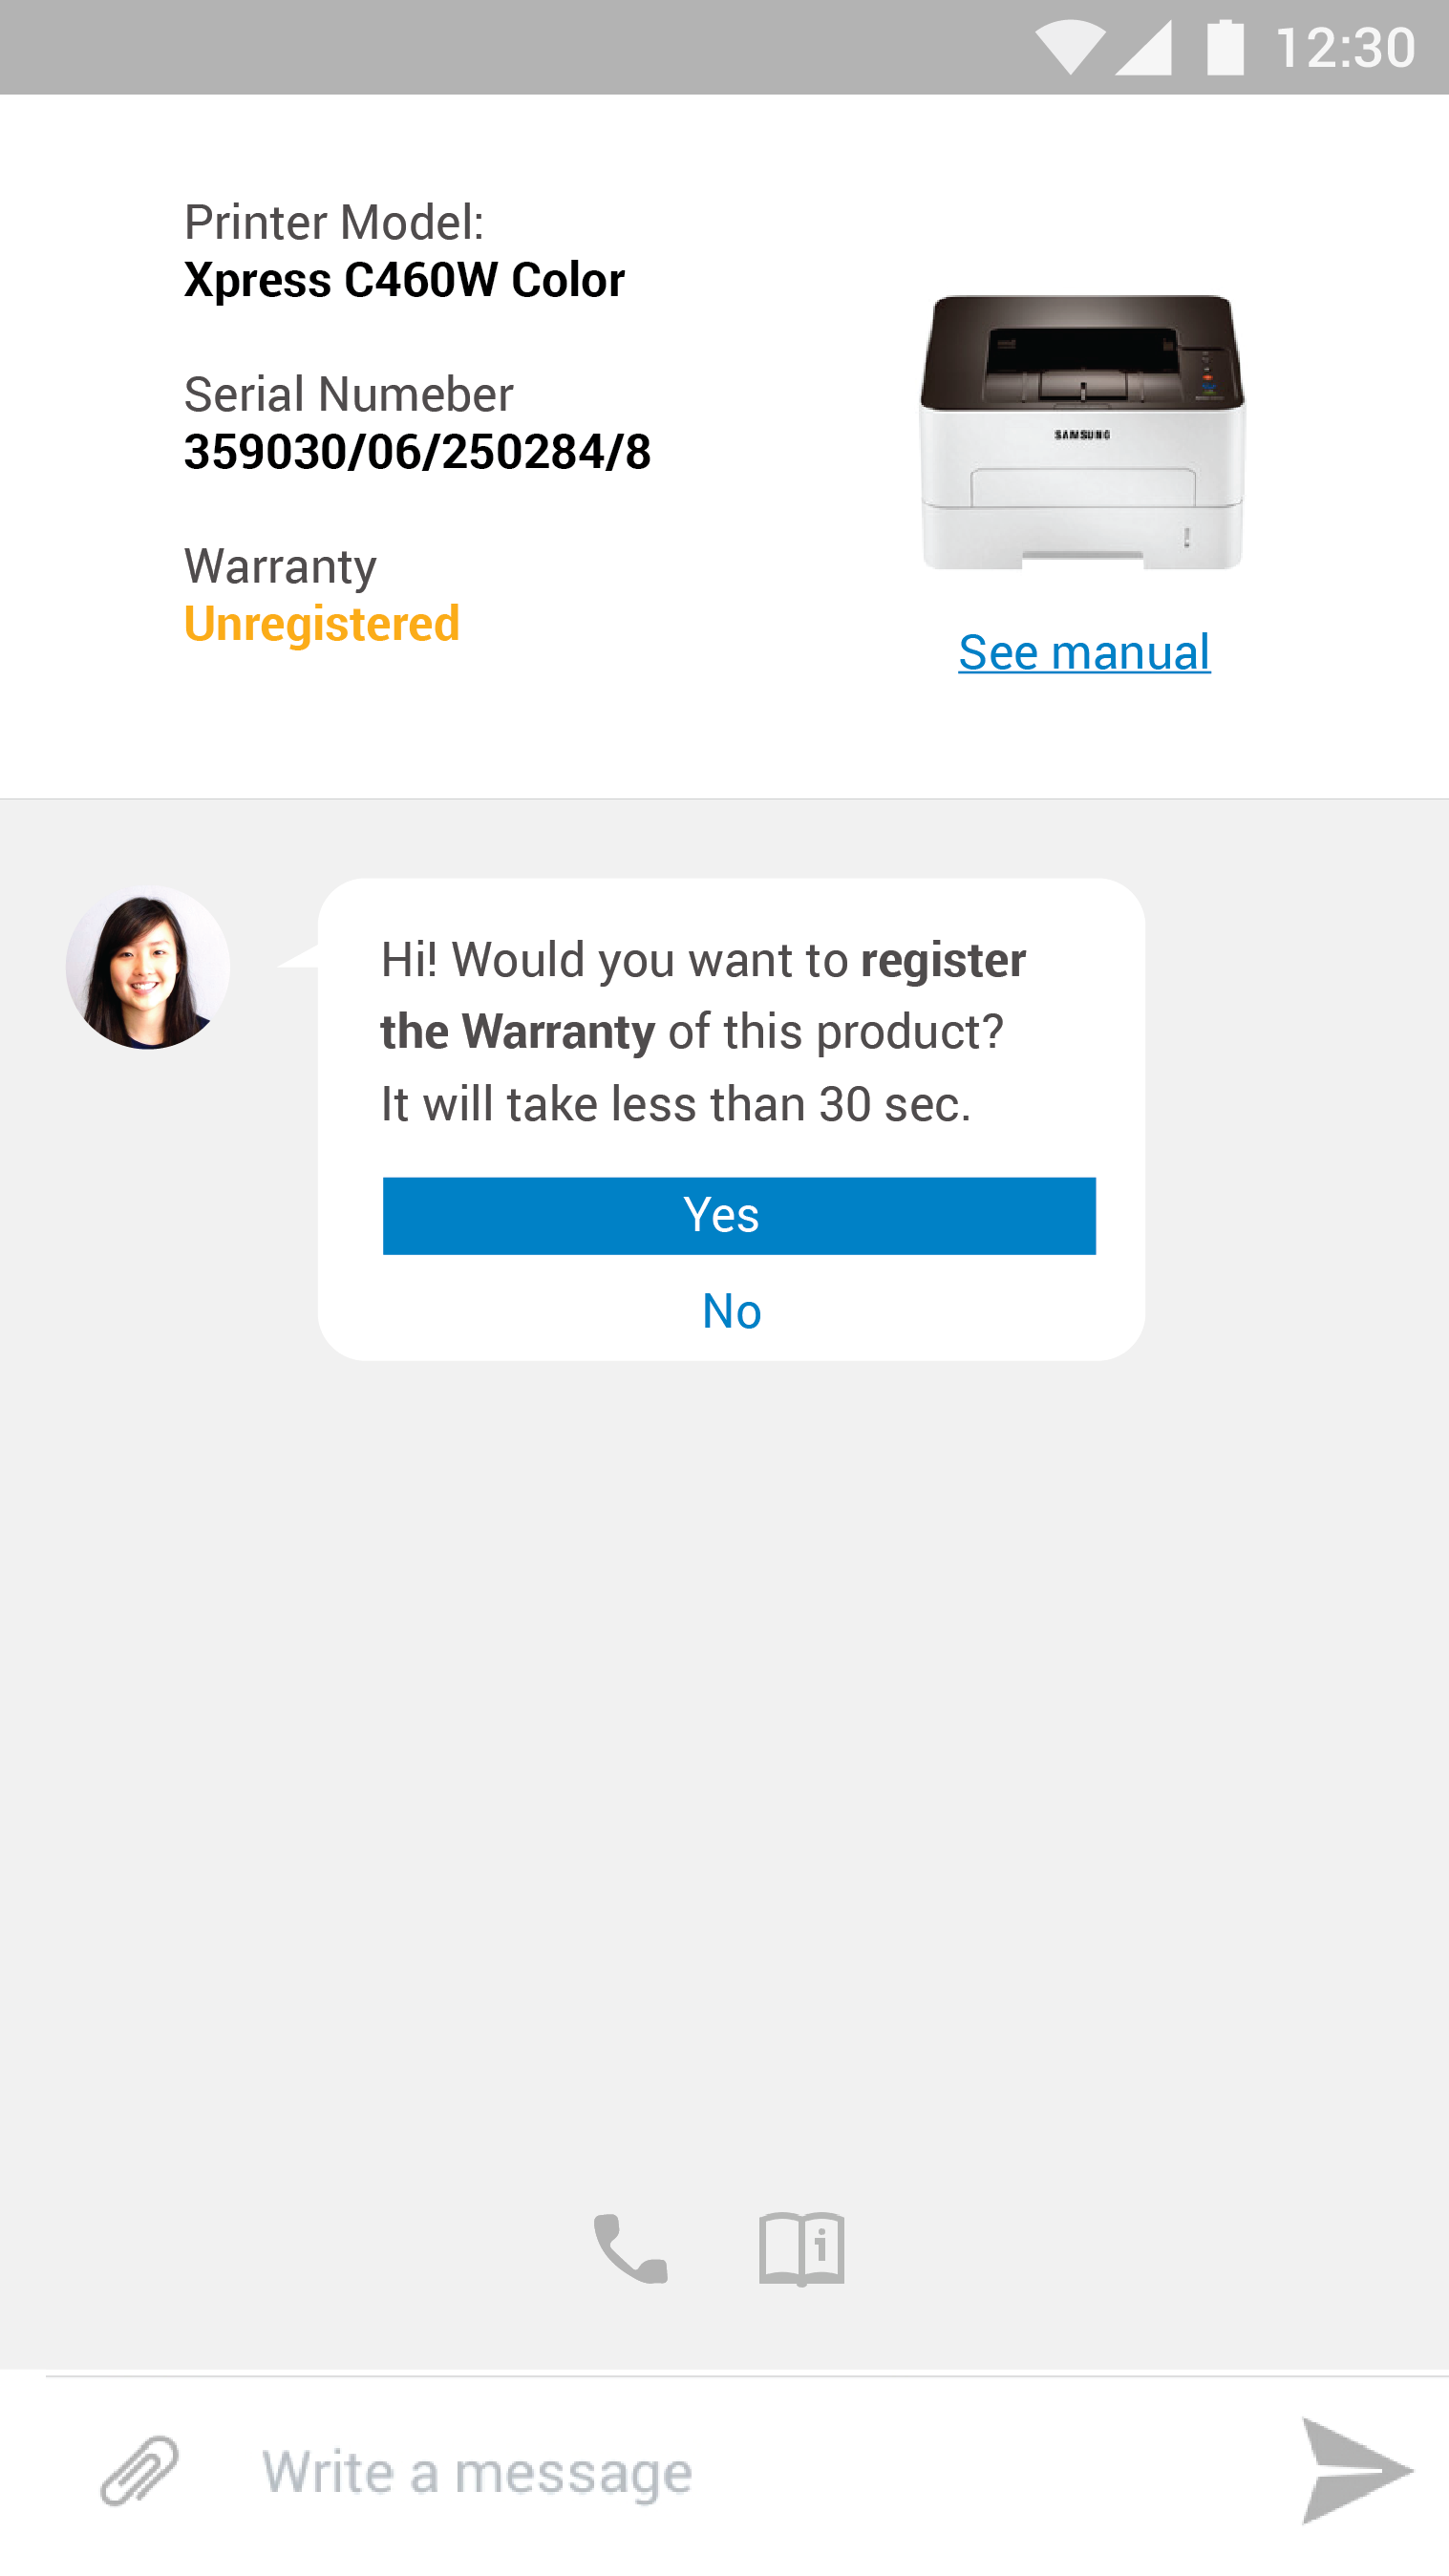 12:30
Printer Model:
Xpress C460W Color
Serial Numeber
359030/06/250284/8
Warranty
Unregistered
SAMSUNG
See manual
Hi! Would you want to register
the Warranty of this product?
It will take less than 30 sec.
Yes
No
Write a message